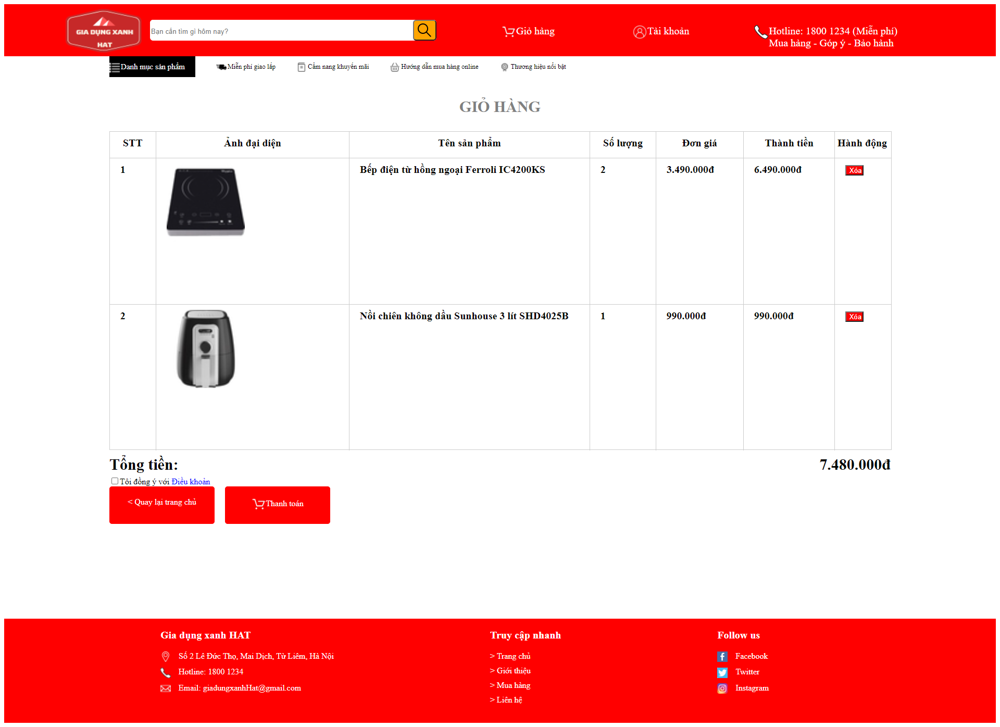 GIA DỤNG XANH
HAT
Bạn cần tìm gì hôm nay?
Giỏ hàng
Tài khoản
Hotline: 1800 1234 (Miễn phí)
Mua hàng - Góp ý - Bảo hành
Danh mục sản phẩm
Miễn phí giao lắp
Cẩm nang khuyến mãi
Hướng dẫn mua hàng online
Thương hiệu nổi bật
GIỎ HÀNG
STT Ảnh đại diện Tên sản phẩm Số lượng Đơn giá Thành tiền Hành động
1 Bếp điện từ hồng ngoại Ferroli IC4200KS 2 3.490.000đ 6.490.000đ Xóa
2 Nồi chiên không dầu Sunhouse 3 lít SHD4025B 1 990.000đ 990.000đ Xóa
Tổng tiền: 7.480.000đ
Tôi đồng ý với Điều khoản
< Quay lại trang chủ
Thanh toán
Gia dụng xanh HAT
Số 2 Lê Đức Thọ, Mai Dịch, Từ Liêm, Hà Nội
Hotline: 1800 1234
Email: giadungxanhHat@gmail.com
Truy cập nhanh
> Trang chủ
> Giới thiệu
> Mua hàng
> Liên hệ
Follow us
Facebook
Twitter
Instagram